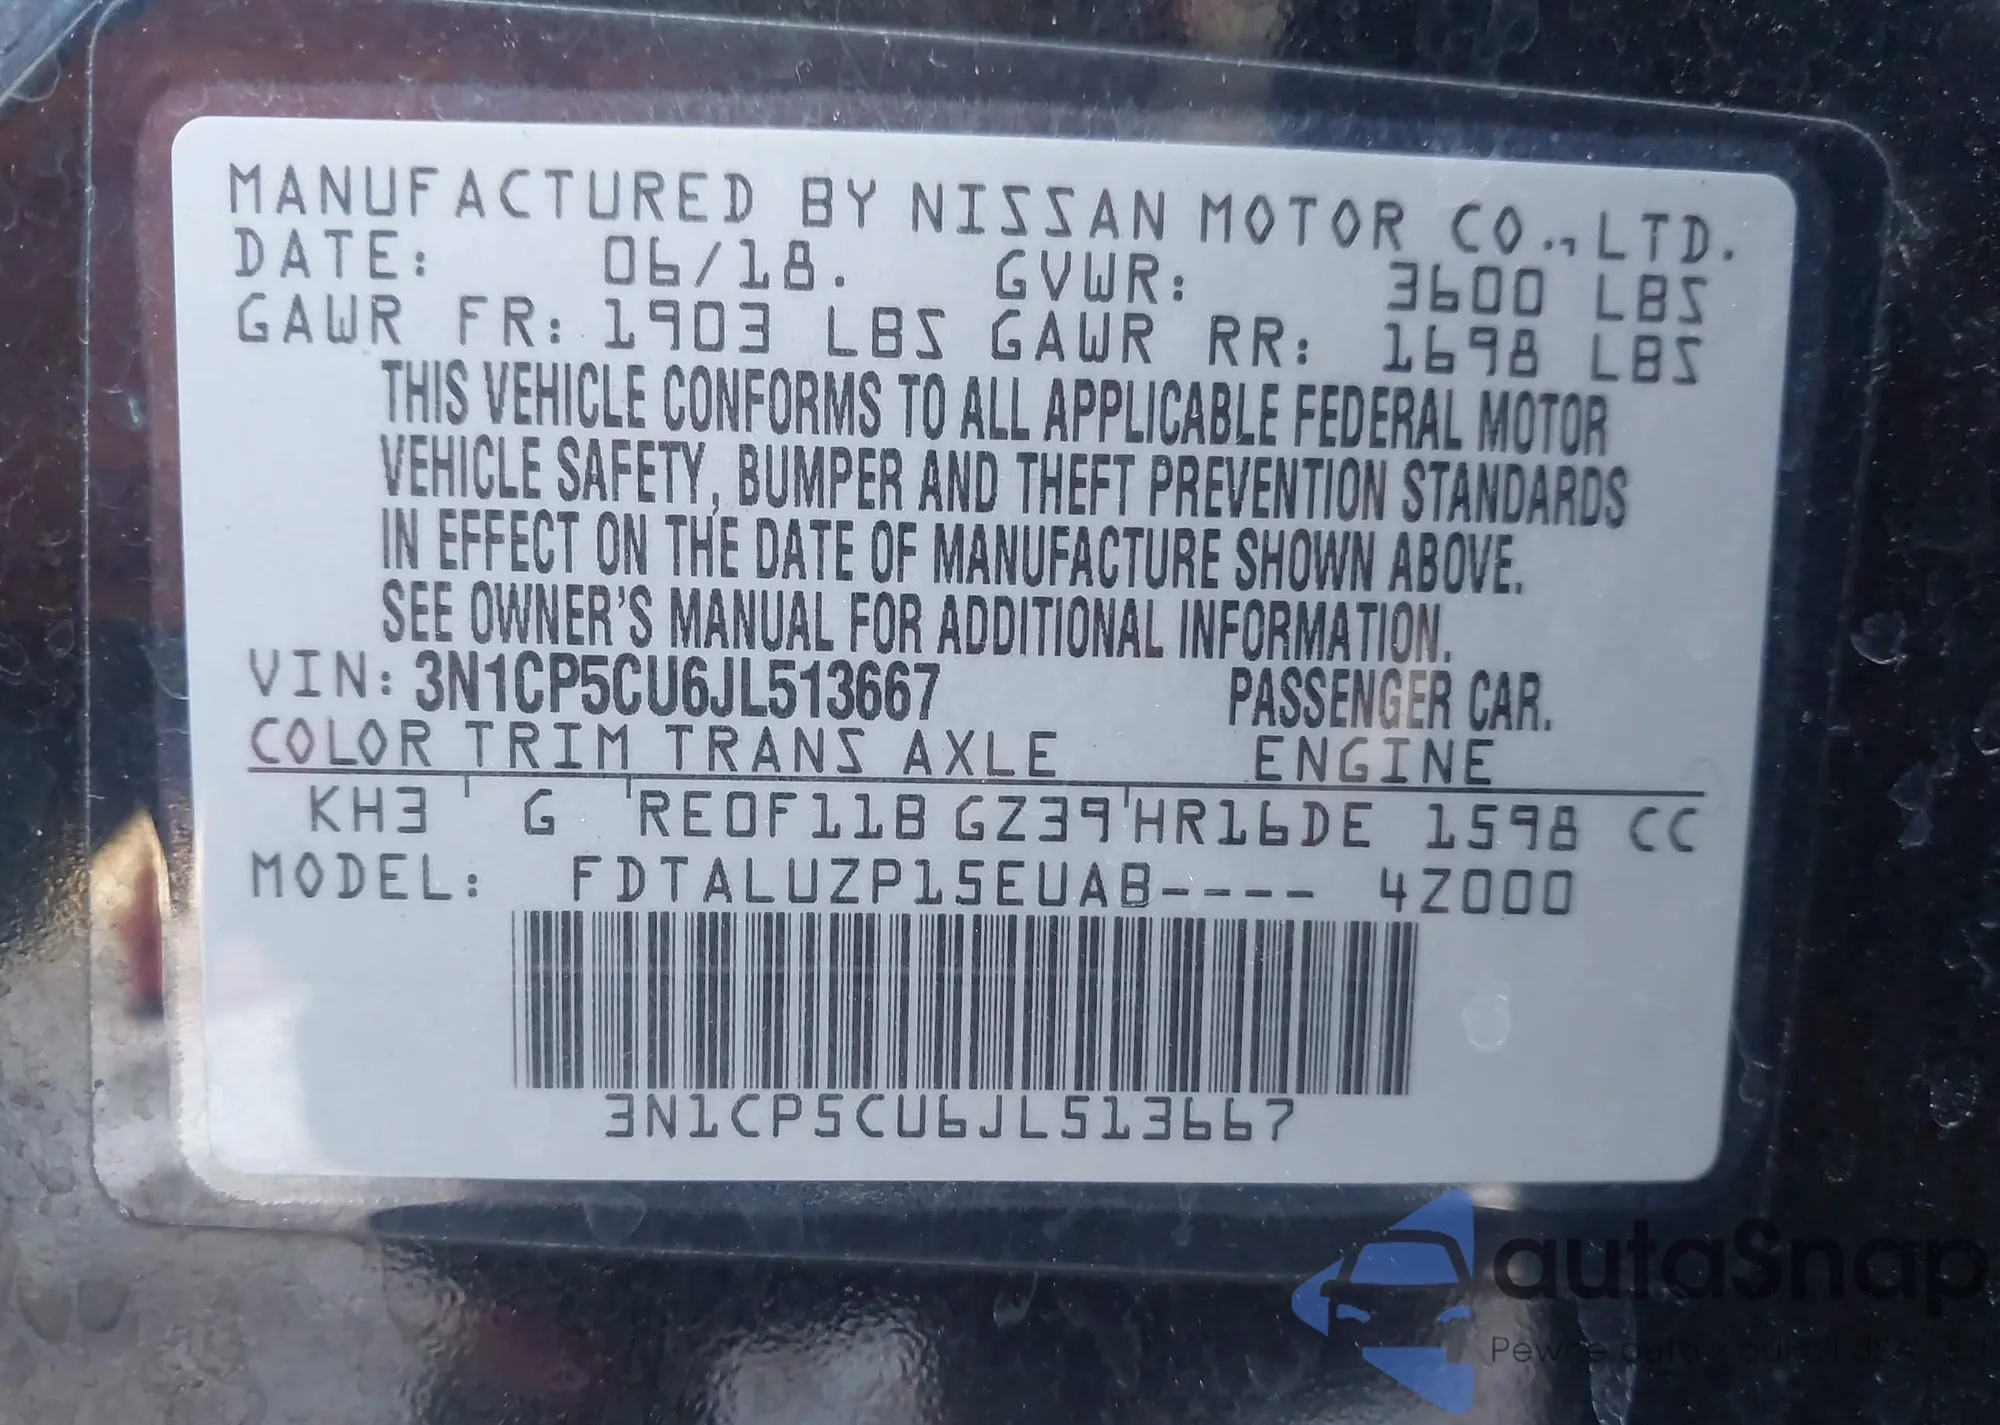 MANUFACTURED BY NISSAN MOTOR CO.,LTD.
DATE: 06/18. GVWR: 3600 LBS
GAWR FR: 1903 LBS GAWR RR: 1698 LBS
THIS VEHICLE CONFORMS TO ALL APPLICABLE FEDERAL MOTOR
VEHICLE SAFETY, BUMPER AND THEFT PREVENTION STANDARDS
IN EFFECT ON THE DATE OF MANUFACTURE SHOWN ABOVE.
SEE OWNER'S MANUAL FOR ADDITIONAL INFORMATION.
VIN: 3N1CP5CU6JL513667 PASSENGER CAR.
COLOR TRIM TRANS AXLE ENGINE
KH3 G RE0F11B GZ39 HR16DE 1598 CC
MODEL: FDTALUZP15EUAB---- 4Z000
3N1CP5CU6JL513667
autoSnap
Pewne auta